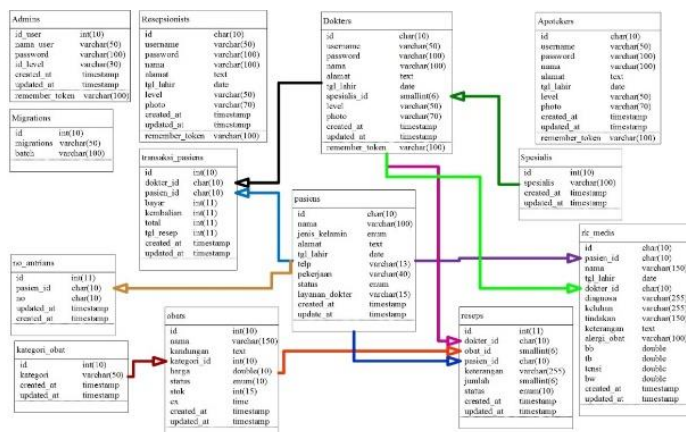 Admins
id_user int(10)
nama_user varchar(50)
password varchar(100)
id_level varchar(50)
created_at timestamp
updated_at timestamp
remember_token varchar(100)
Resepsionists
id char(10)
username varchar(50)
password varchar(100)
nama varchar(100)
alamat text
tgl_lahir date
level varchar(50)
photo varchar(70)
created_at timestamp
updated_at timestamp
remember_token varchar(100)
Dokters
id char(10)
username varchar(50)
password varchar(100)
nama varchar(100)
alamat text
tgl_lahir date
spesialis_id smallint(6)
level varchar(50)
photo varchar(70)
created_at timestamp
updated_at timestamp
remember_token varchar(100)
Apotekers
id char(10)
username varchar(50)
password varchar(100)
nama varchar(100)
alamat text
tgl_lahir date
level varchar(50)
photo varchar(70)
created_at timestamp
updated_at timestamp
remember_token varchar(100)
Migrations
id int(10)
migrations varchar(50)
batch varchar(100)
transaksi_pasiens
id int(10)
dokter_id char(10)
pasien_id char(10)
bayar int(11)
kembalian int(11)
total int(11)
tgl_resep int(11)
created_at timestamp
updated_at timestamp
Spesialis
id int(10)
spesialis varchar(100)
created_at timestamp
updated_at timestamp
pasiens
id char(10)
nama varchar(100)
jenis_kelamin enum
alamat text
tgl_lahir date
telp varchar(13)
pekerjaan varchar(40)
status enum
layanan_dokter varchar(15)
created_at timestamp
update_at timestamp
rk_medis
id char(10)
pasien_id char(10)
nama varchar(150)
tgl_lahir date
dokter_id char(10)
diagnosa varchar(255)
keluhan varchar(255)
tindakan varchar(150)
keterangan text
alergi_obat varchar(100)
bb double
tb double
tensi double
bw double
created_at timestamp
updated_at timestamp
no_antrians
id int(11)
pasien_id char(10)
no char(10)
updated_at timestamp
created_at timestamp
obats
id int(10)
nama varchar(150)
kandungan text
kategori_id int(10)
harga double(10)
status enum(10)
stok int(15)
ex time
created_at timestamp
updated_at timestamp
reseps
id int(11)
dokter_id char(10)
obat_id smallint(6)
pasien_id char(10)
keterangan varchar(255)
jumlah smallint(6)
status enum(10)
created_at timestamp
updated_at timestamp
kategori_obat
id int(10)
kategori varchar(50)
created_at timestamp
updated_at timestamp